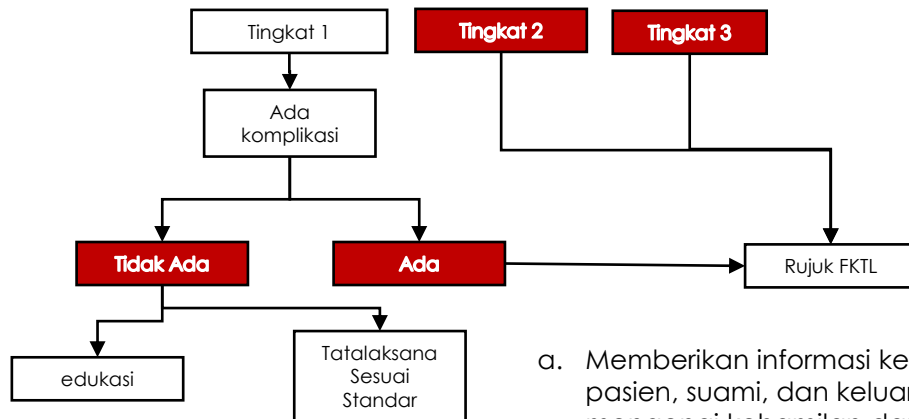 Tingkat 1
Tingkat 2
Tingkat 3
Ada
komplikasi
Tidak Ada
Ada
Rujuk FKTL
edukasi
Tatalaksana
Sesuai
Standar
a. Memberikan informasi ke
pasien, suami, dan keluar